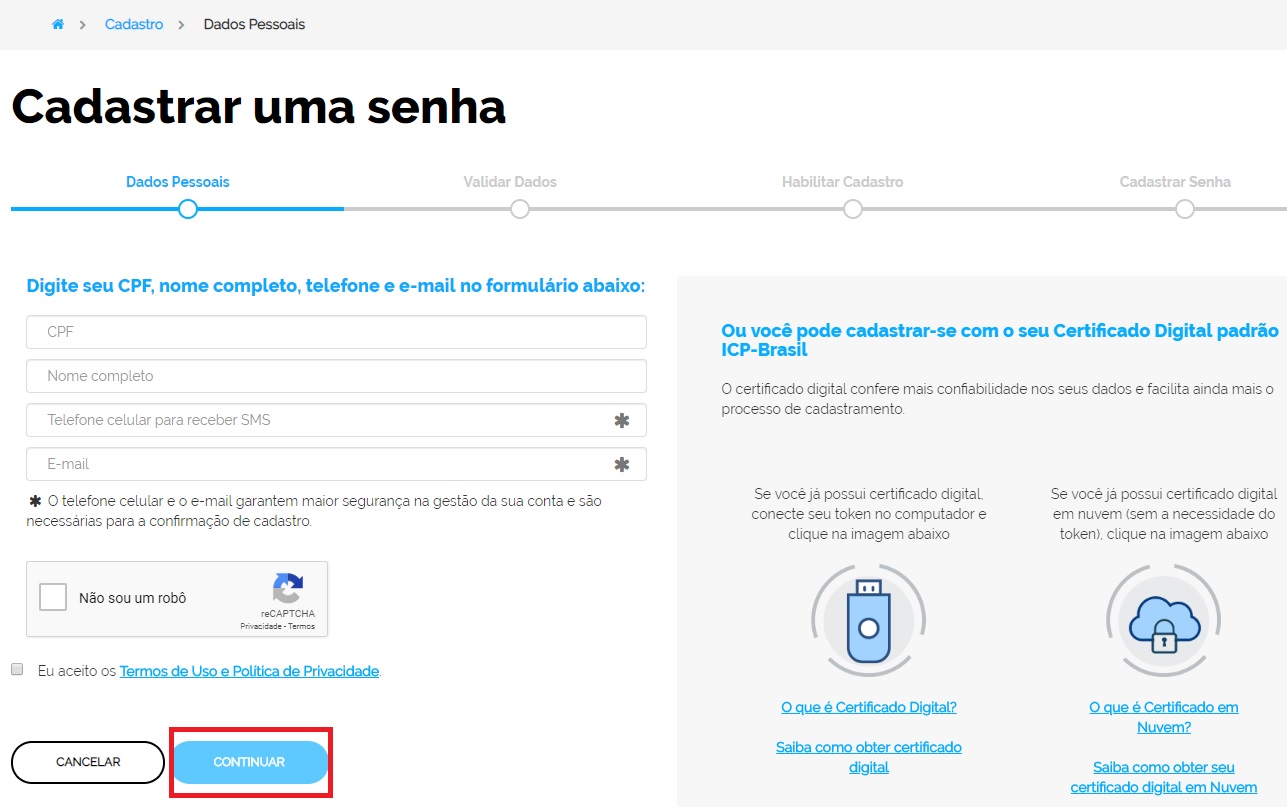 Cadastro
Dados Pessoais
Cadastrar uma senha
Dados Pessoais
Validar Dados
Habilitar Cadastro
Cadastrar Senha
Digite seu CPF, nome completo, telefone e e-mail no formulário abaixo:
CPF
Nome completo
Telefone celular para receber SMS ✱
E-mail ✱
✱ O telefone celular e o e-mail garantem maior segurança na gestão da sua conta e são
necessárias para a confirmação de cadastro.
Não sou um robô
reCAPTCHA
Privacidade - Termos
Eu aceito os Termos de Uso e Política de Privacidade.
CANCELAR
CONTINUAR
Ou você pode cadastrar-se com o seu Certificado Digital padrão
ICP-Brasil
O certificado digital confere mais confiabilidade nos seus dados e facilita ainda mais o
processo de cadastramento.
Se você já possui certificado digital,
conecte seu token no computador e
clique na imagem abaixo
O que é Certificado Digital?
Saiba como obter certificado
digital
Se você já possui certificado digital
em nuvem (sem a necessidade do
token), clique na imagem abaixo
O que é Certificado em
Nuvem?
Saiba como obter seu
certificado digital em Nuvem